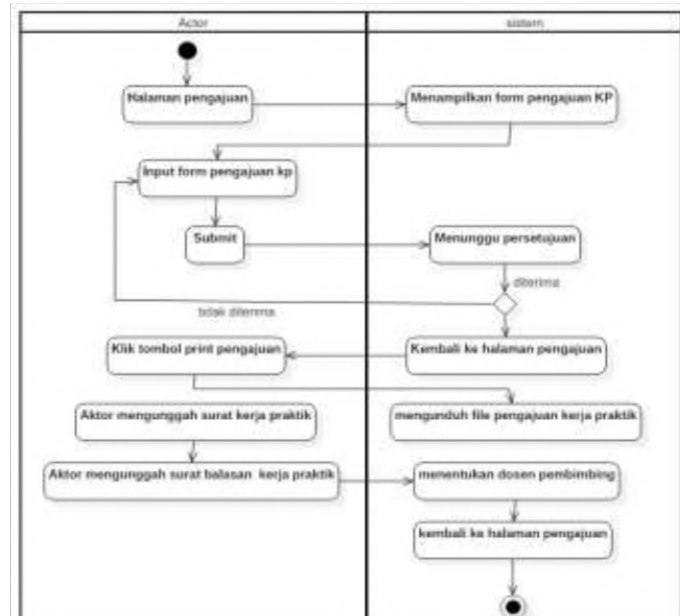 Actor
sistem
Halaman pengajuan
Menampilkan form pengajuan KP
Input form pengajuan kp
Submit
Menunggu persetujuan
diterima
tidak diterima
Klik tombol print pengajuan
Kembali ke halaman pengajuan
Aktor mengunggah surat kerja praktik
mengunduh file pengajuan kerja praktik
Aktor mengunggah surat balasan kerja praktik
menentukan dosen pembimbing
kembali ke halaman pengajuan